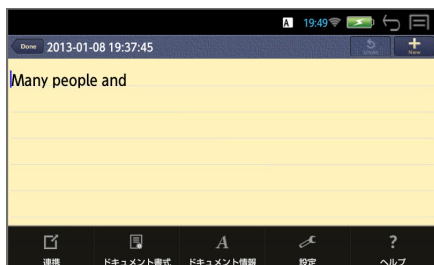 A 19:49
Done 2013-01-08 19:37:45
Undo
New
Many people and
連携 ドキュメント書式 ドキュメント情報 設定 ヘルプ